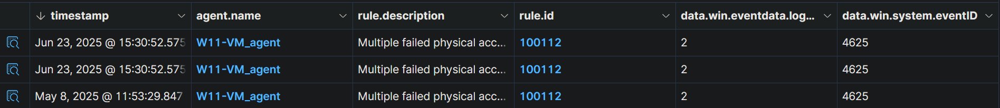 timestamp agent.name rule.description rule.id data.win.eventdata.log... data.win.system.eventID
Jun 23, 2025 @ 15:30:52.575 W11-VM_agent Multiple failed physical acc... 100112 2 4625
Jun 23, 2025 @ 15:30:52.575 W11-VM_agent Multiple failed physical acc... 100112 2 4625
May 8, 2025 @ 11:53:29.847 W11-VM_agent Multiple failed physical acc... 100112 2 4625